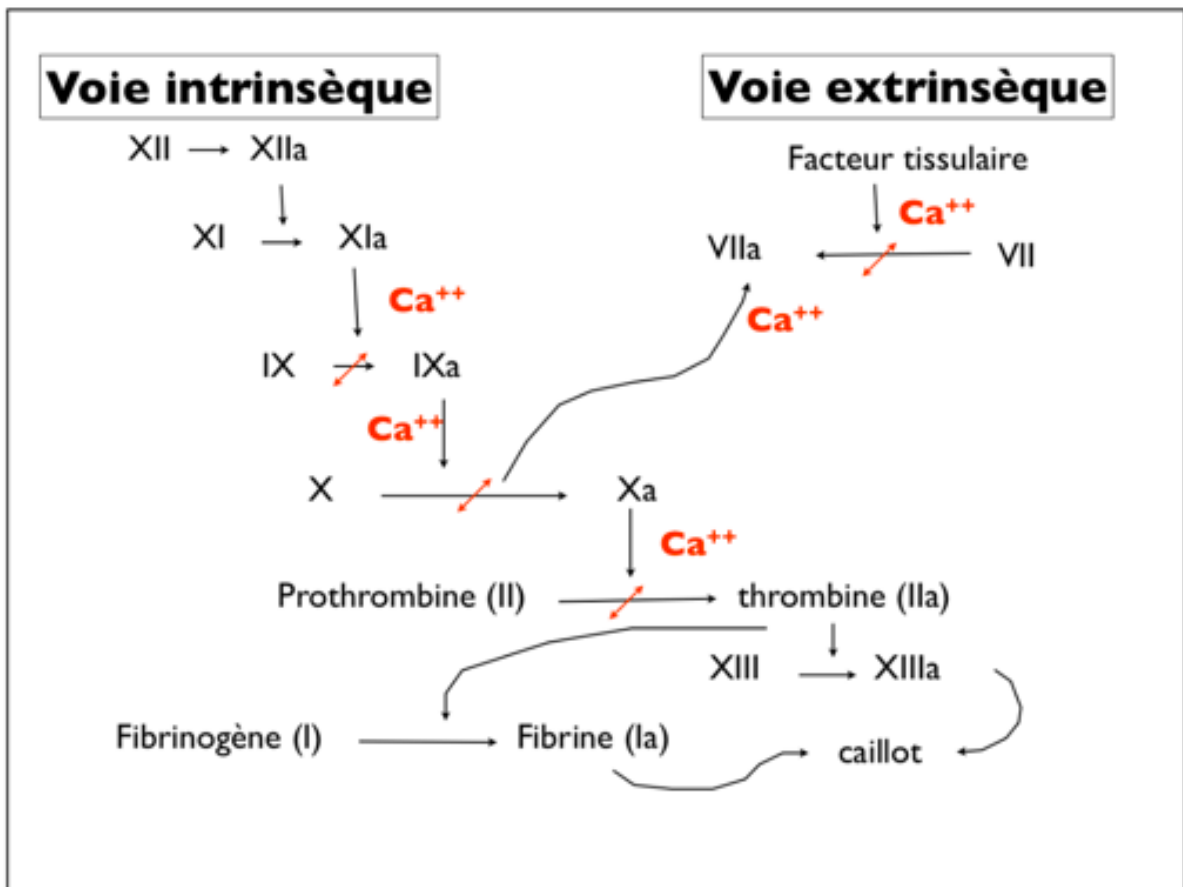 Voie intrinsèque
Voie extrinsèque
XII XIIa
Facteur tissulaire
Ca++
XI XIa
VIIa VII
Ca++
Ca++
IX IXa
Ca++
X Xa
Ca++
Prothrombine (II) thrombine (IIa)
XIII XIIIa
Fibrinogène (I) Fibrine (Ia) caillot